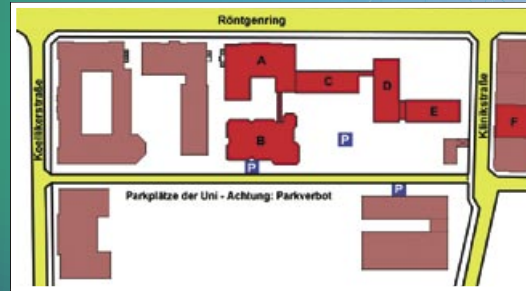 Röntgenring
Koellikerstraße
Klinikstraße
A
C
D
E
F
B
P
P
P
Parkplätze der Uni - Achtung: Parkverbot